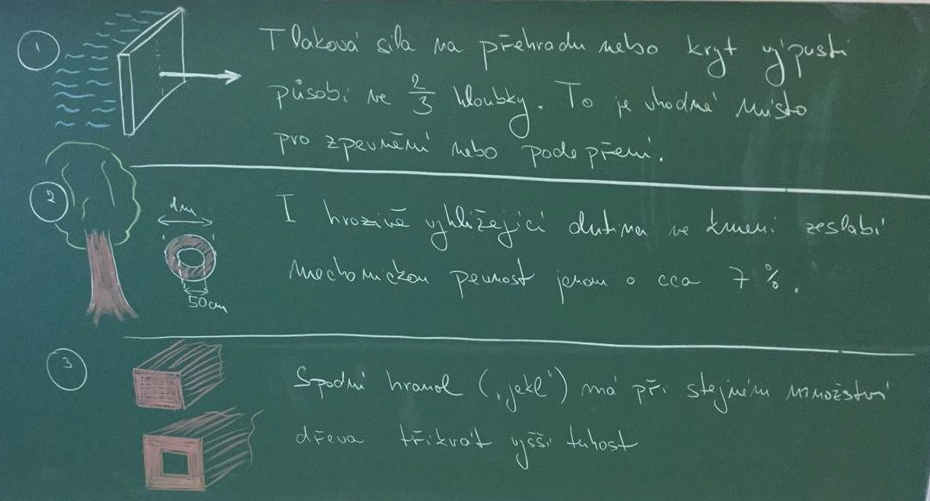 1
Tlaková síla na přehradu nebo kryt výpusti
působí ve 2/3 hloubky. To je vhodné místo
pro zpevnění nebo podepření.
2
1m
50cm
I hrozivě vyhlížející dutina ve kmeni zeslabí
mechanickou pevnost jenom o cca 7 %.
3
Spodní hranol („jekl“) má při stejném množství
dřeva třikrát vyšší tuhost